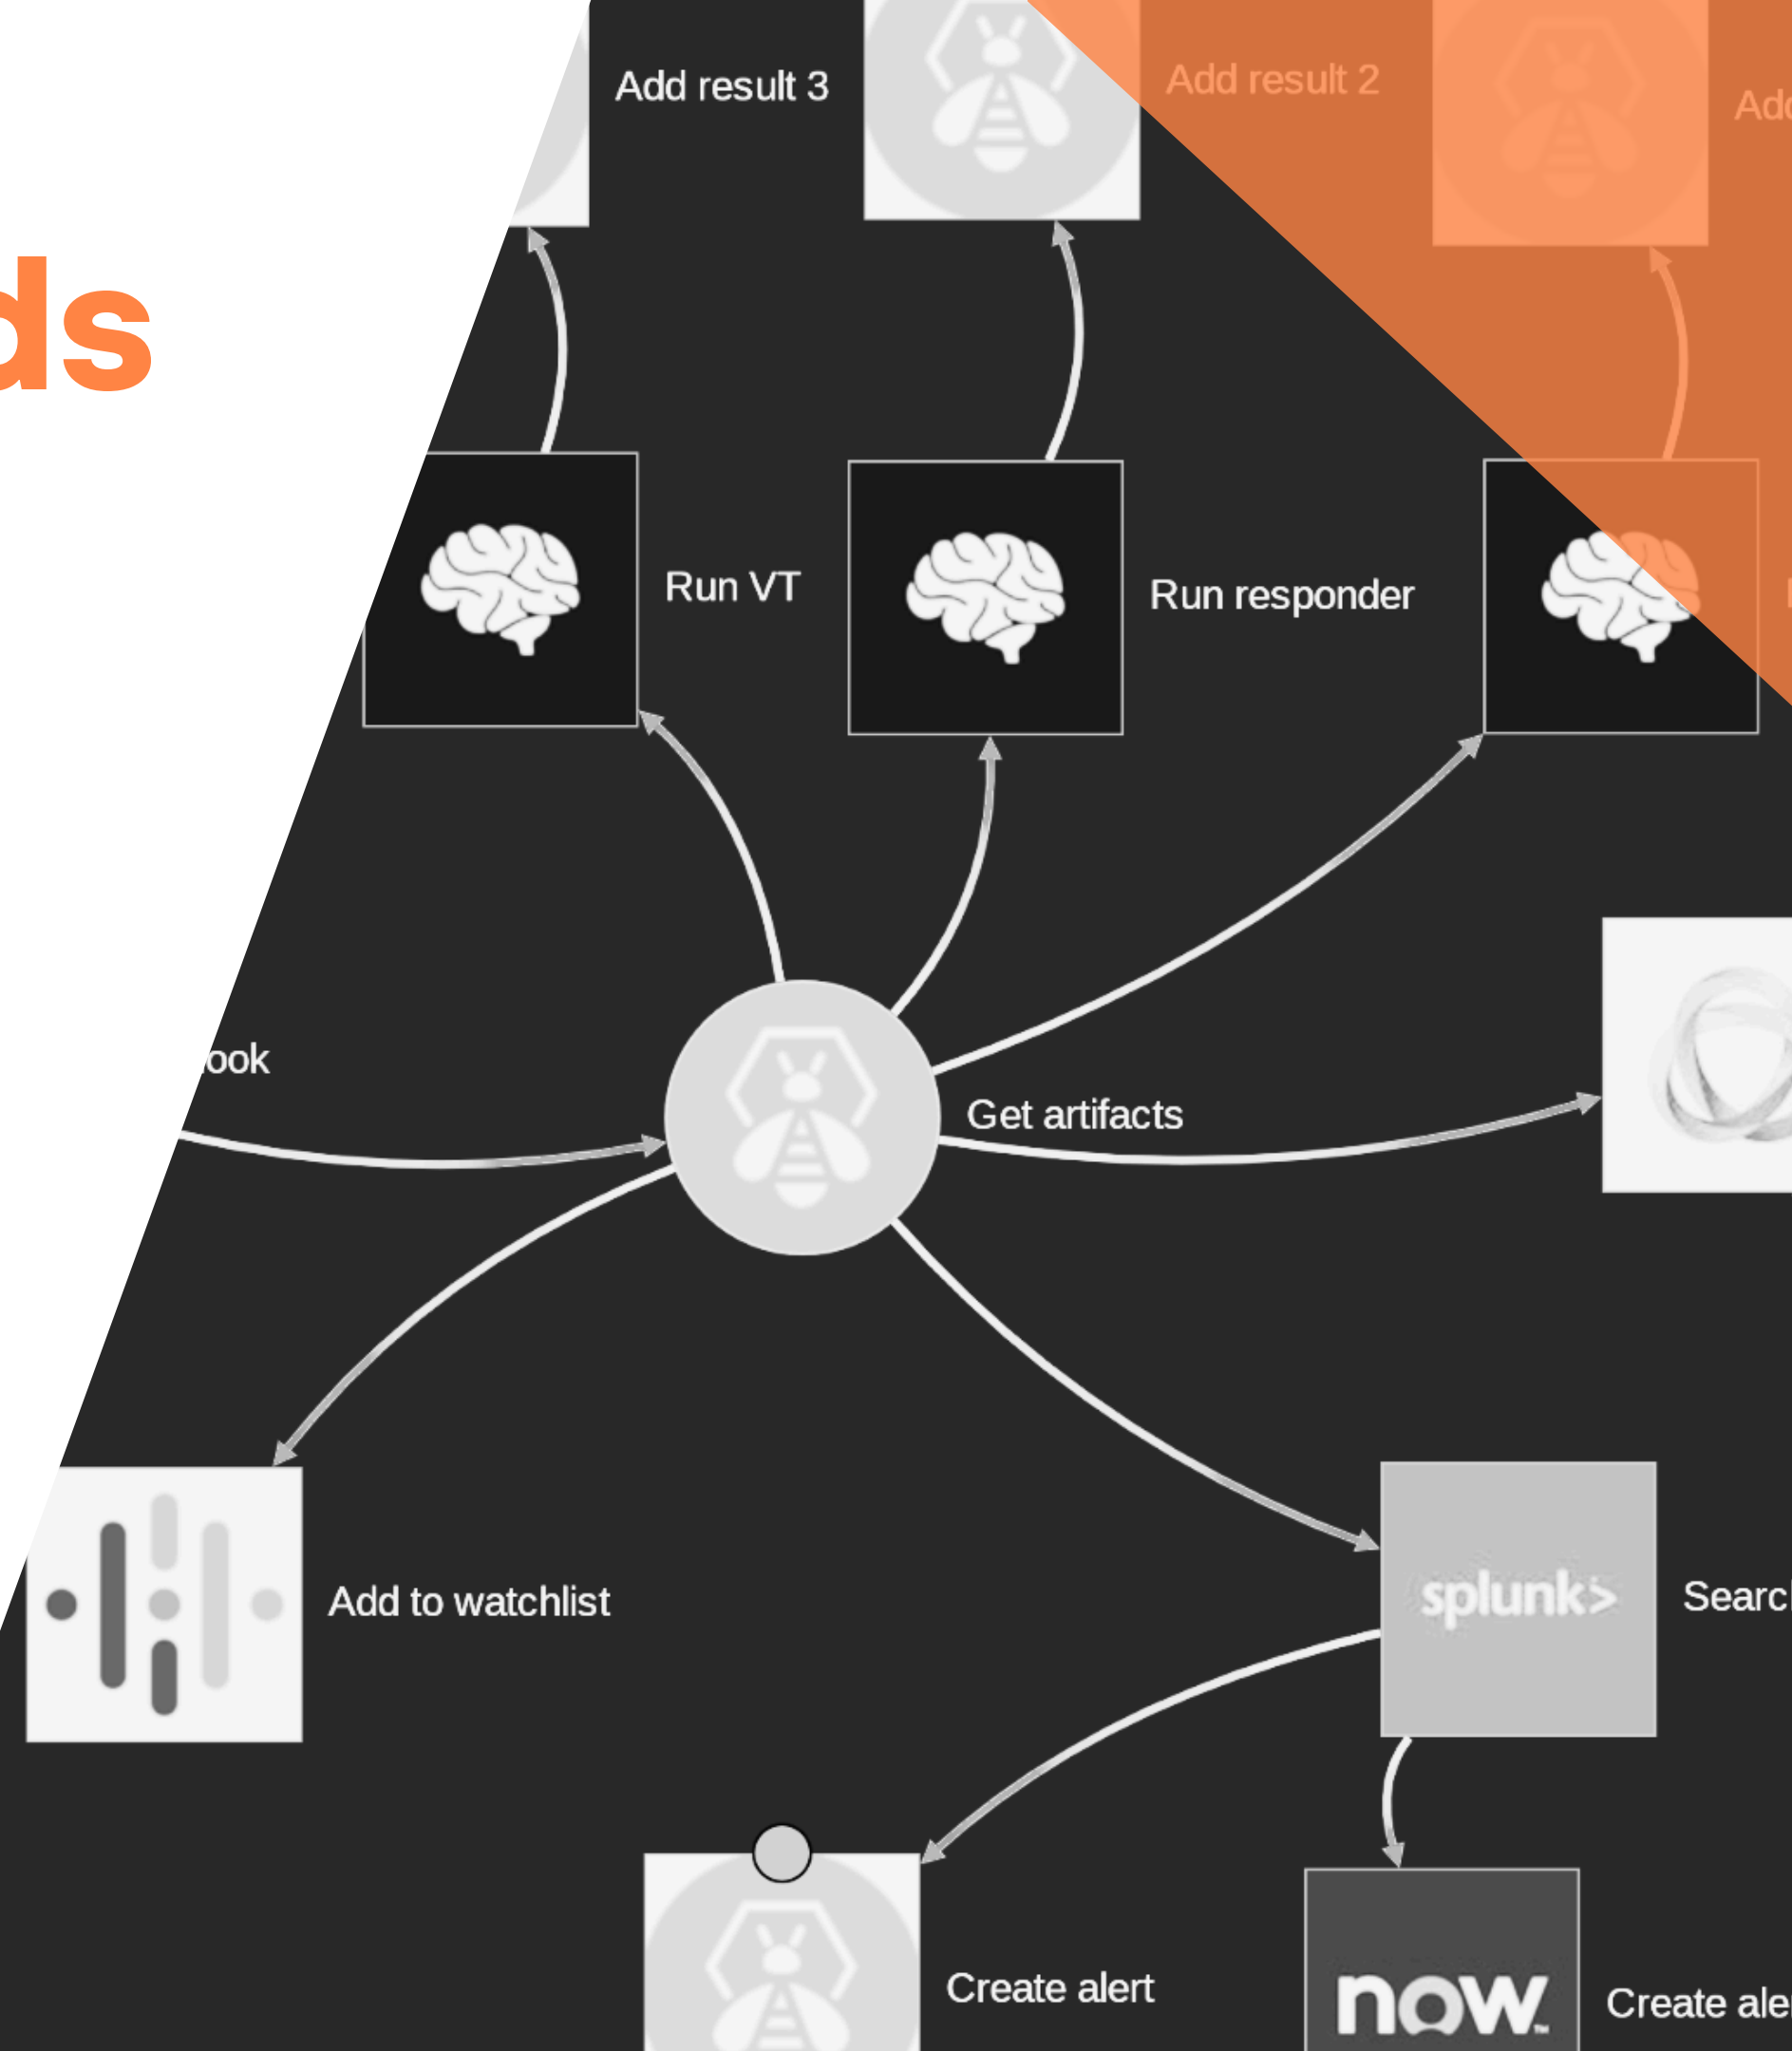 Add result 3
Add result 2
ds
Run VT
Run responder
ook
Get artifacts
Add to watchlist
splunk>
Create alert
now